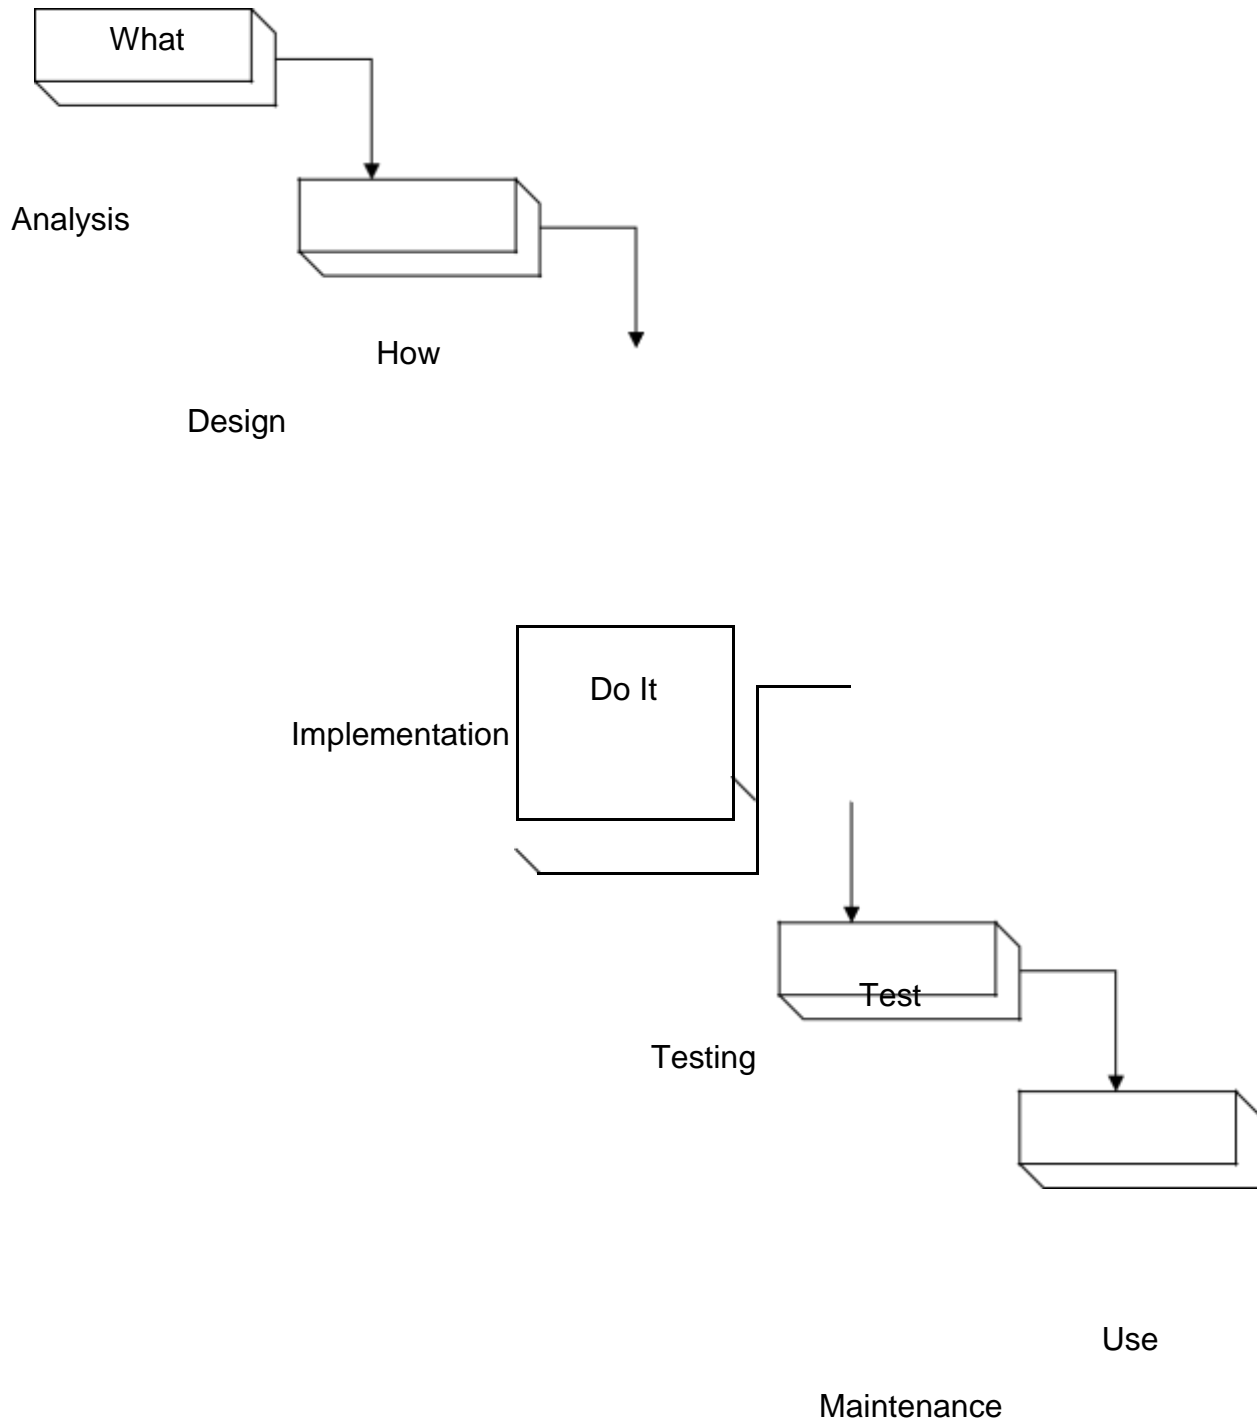 What
Analysis
How
Design
Do It
Implementation
Test
Testing
Use
Maintenance